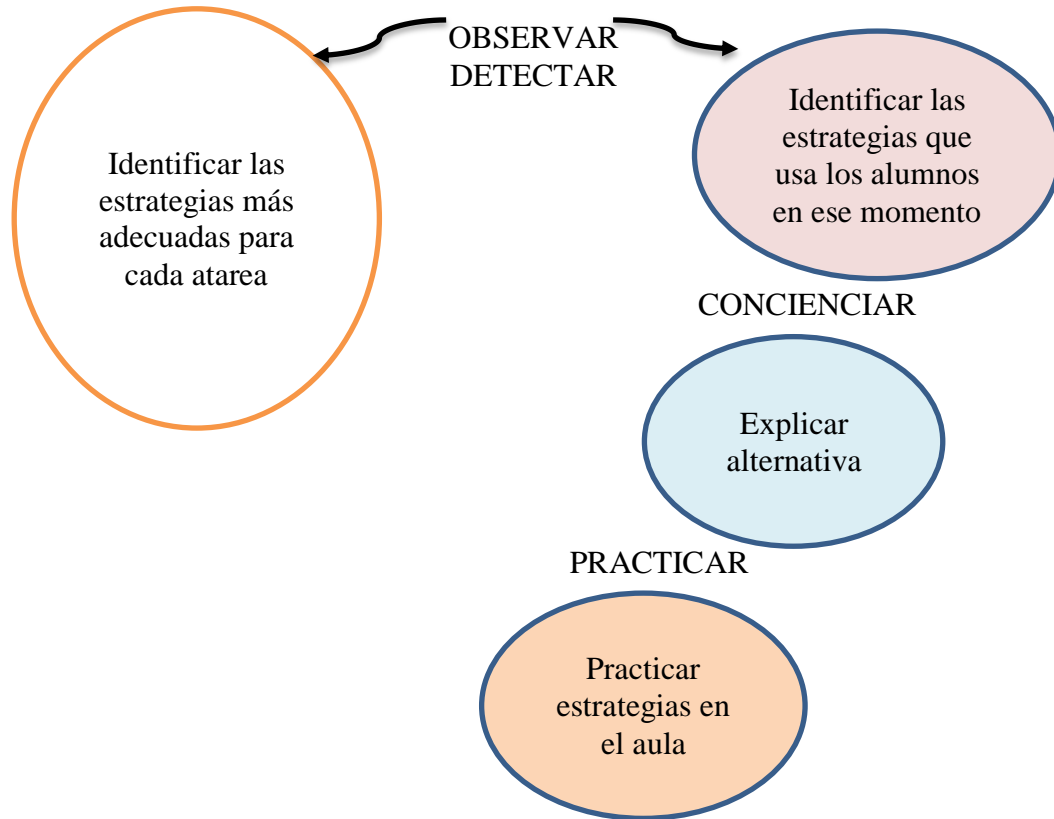 OBSERVAR
DETECTAR
Identificar las
estrategias más
adecuadas para
cada atarea
Identificar las
estrategias que
usa los alumnos
en ese momento
CONCIENCIAR
Explicar
alternativa
PRACTICAR
Practicar
estrategias en
el aula